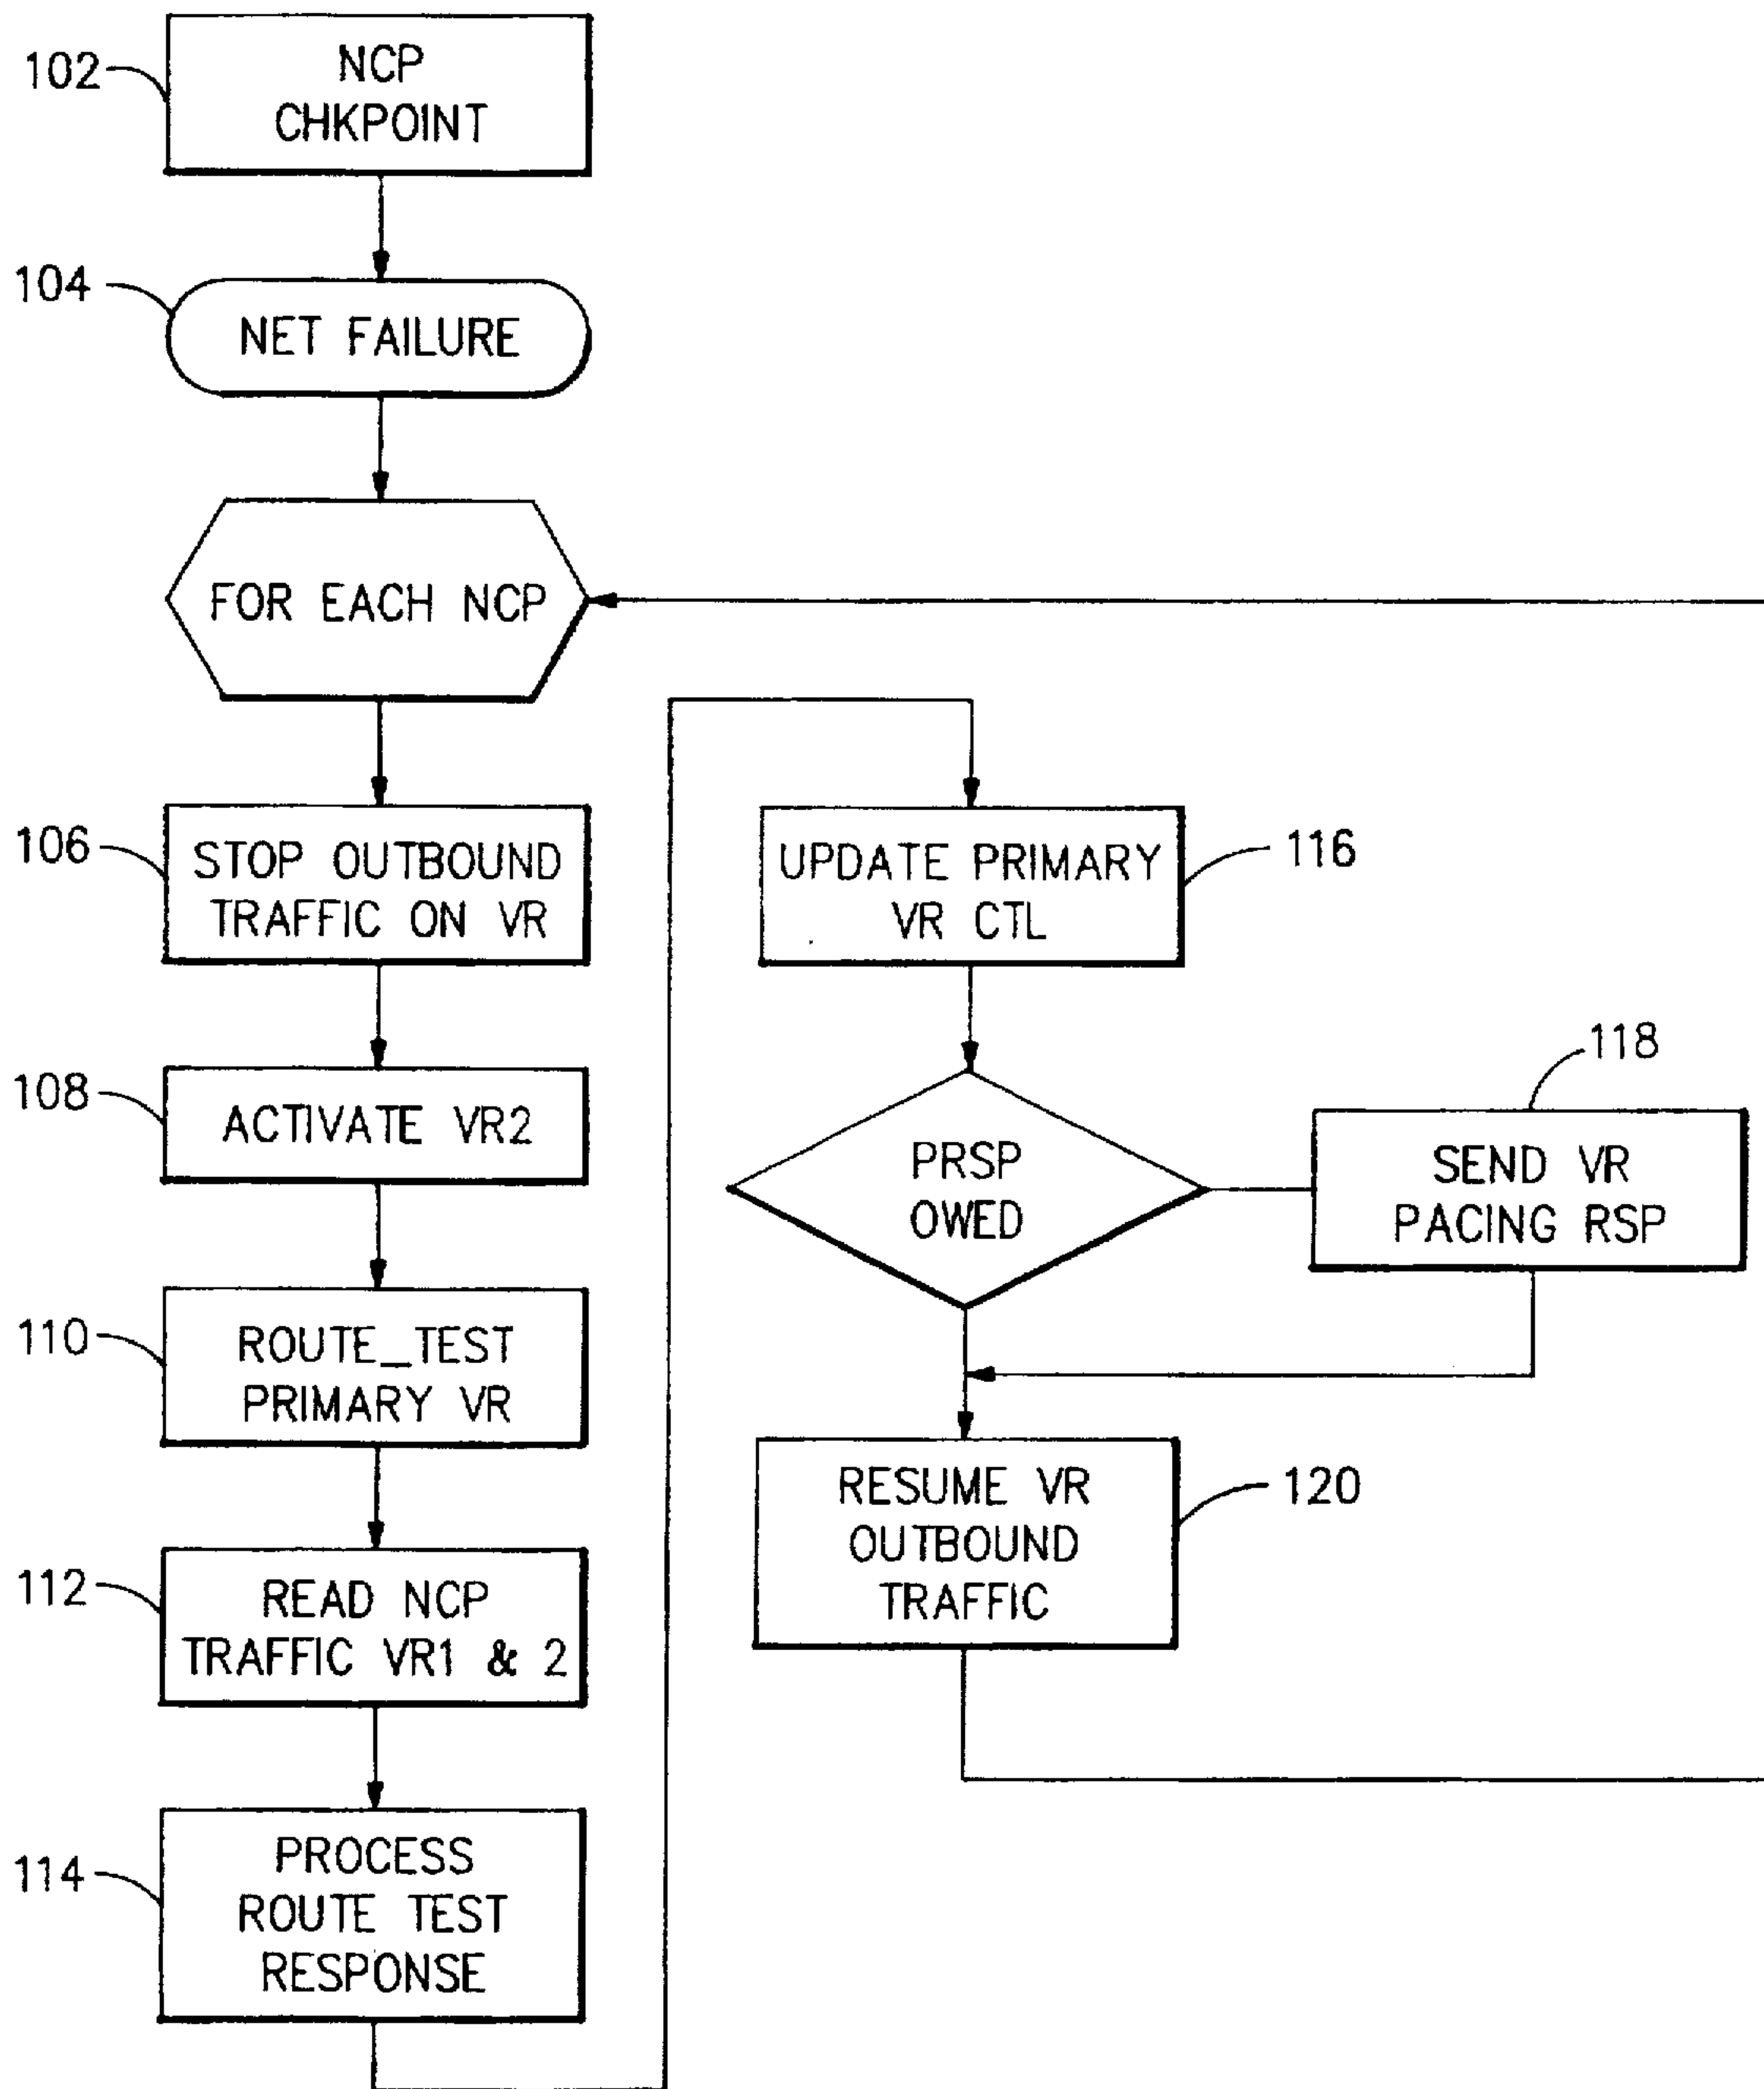 102
NCP
CHKPOINT
104
NET FAILURE
FOR EACH NCP
106
STOP OUTBOUND
TRAFFIC ON VR
108
ACTIVATE VR2
110
ROUTE_TEST
PRIMARY VR
112
READ NCP
TRAFFIC VR1 & 2
114
PROCESS
ROUTE TEST
RESPONSE
UPDATE PRIMARY
VR CTL
116
PRSP
OWED
118
SEND VR
PACING RSP
RESUME VR
OUTBOUND
TRAFFIC
120